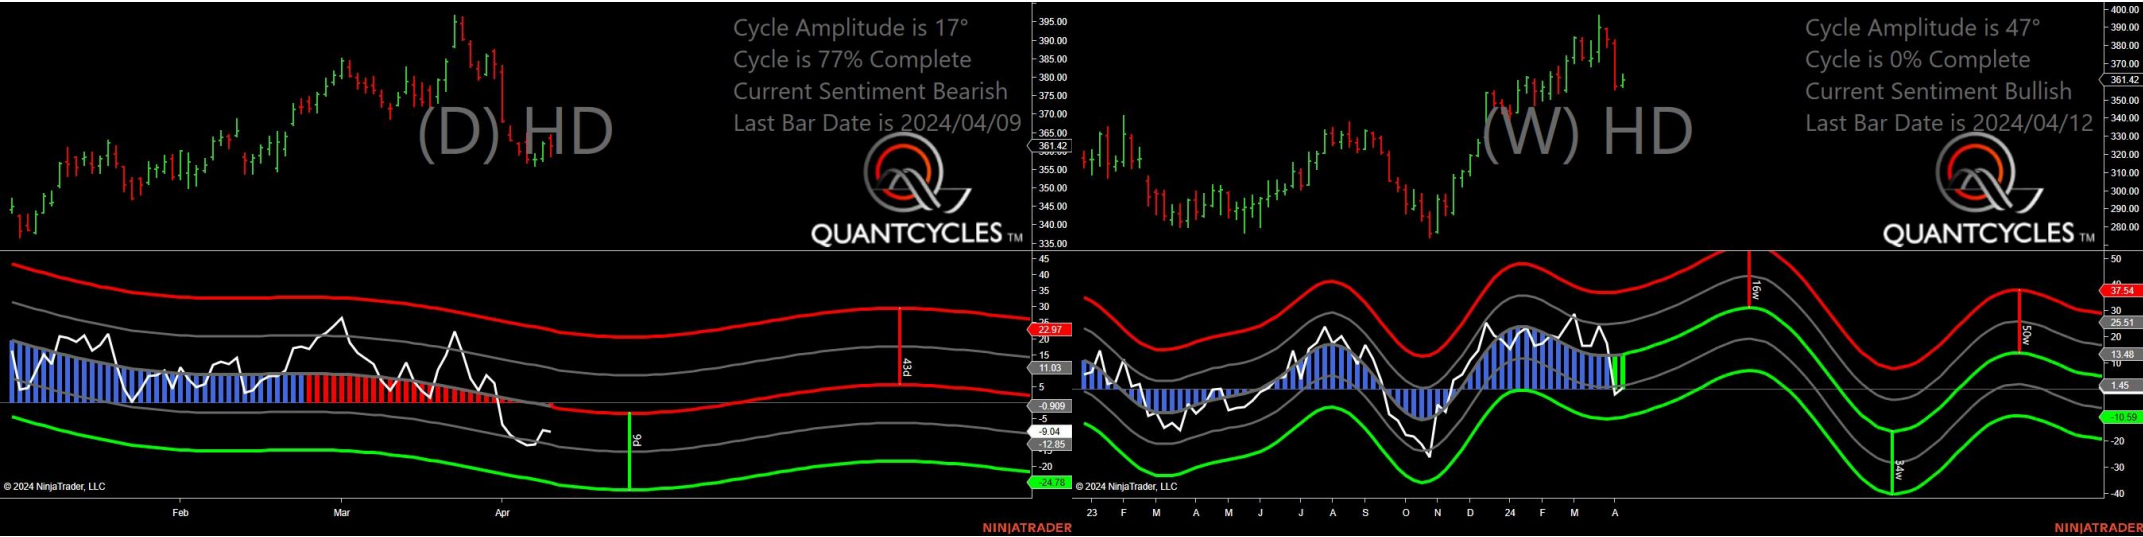 Cycle Amplitude is 17°
Cycle is 77% Complete
Current Sentiment Bearish
Last Bar Date is 2024/04/09
(D) HD
QUANTCYCLES TM
395.00
390.00
385.00
380.00
375.00
370.00
365.00
361.42
355.00
350.00
345.00
340.00
335.00
45
40
35
30
25
22.97
20
15
11.03
5
-0.909
-5
-9.04
-12.85
-20
-24.78
43d
9d
© 2024 NinjaTrader, LLC
Feb Mar Apr
NINJATRADER
Cycle Amplitude is 47°
Cycle is 0% Complete
Current Sentiment Bullish
Last Bar Date is 2024/04/12
(W) HD
QUANTCYCLES TM
400.00
390.00
380.00
370.00
361.42
350.00
340.00
330.00
320.00
310.00
300.00
290.00
280.00
50
37.54
30
25.51
13.48
10
1.45
-10.59
-20
-30
-40
16w
34w
50w
© 2024 NinjaTrader, LLC
23 F M A M J J A S O N D 24 F M A
NINJATRADER